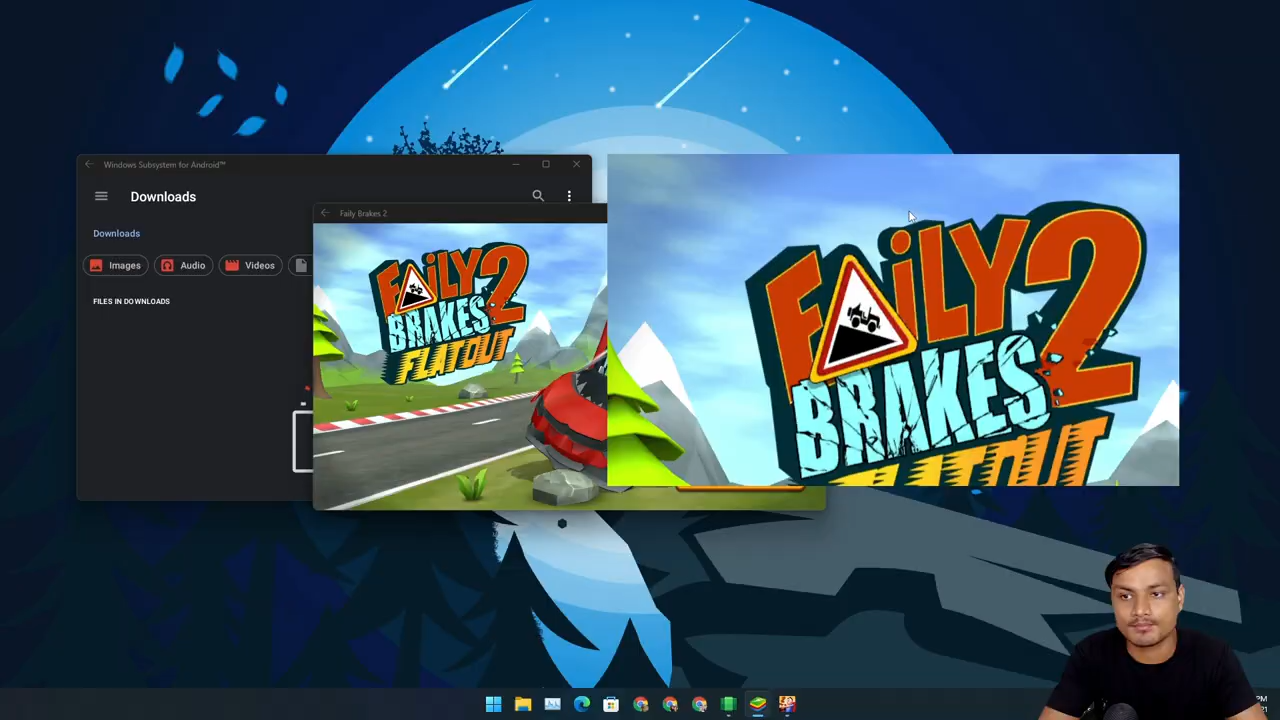 Windows Subsystem for Android™
Downloads
Downloads
Images
Audio
Videos
FILES IN DOWNLOADS
Faily Brakes 2
FAiLY 2
BRAKES
FLATOUT
FAiLY 2
BRAKES
FLATOUT
PM